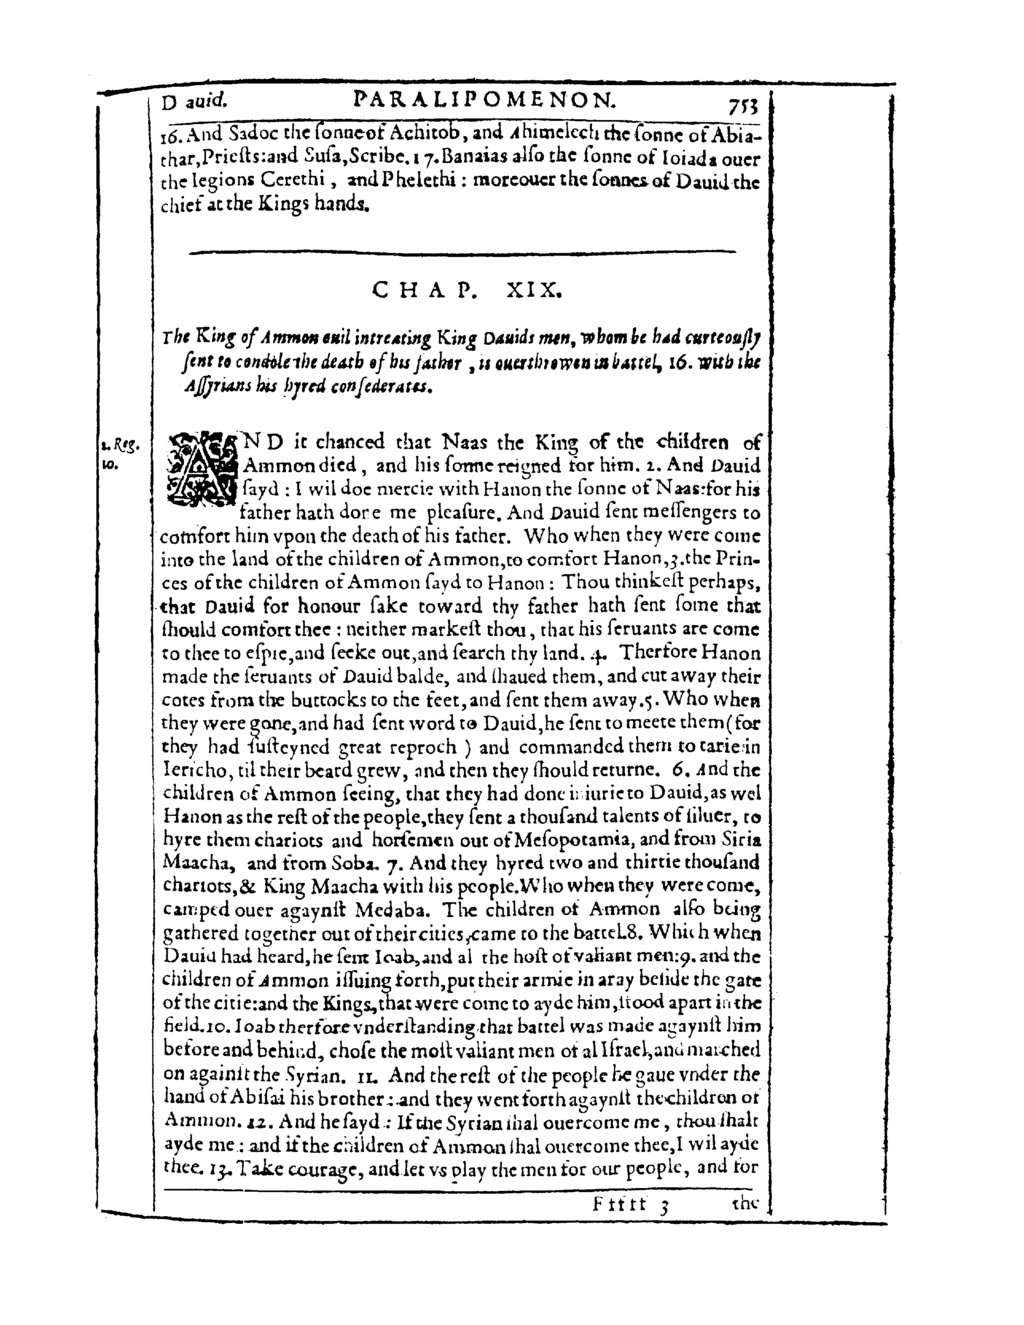 Dauid. PARALIPOMENON. 753
16. And Sadoc the ſonne of Achitob, and Ahimelech the ſonne of Abia-
thar, Prieſts: and Suſa, Scribe. 17. Banaias alſo the ſonne of Ioiada ouer
the legions Cerethi, and Phelethi: moreouer the ſonnes of Dauid the
chief at the Kings hands.
CHAP. XIX.
The King of Ammon euil intreating King Dauids men, whom he had curteouſly
ſent to condole the death of his father, is ouerthrowen in battel, 16. with the
Aſſyrians his hyred conſederates.
2. Reg.
10.
AND it chanced that Naas the King of the children of
Ammon died, and his ſonne reigned for him. 2. And Dauid
ſayd: I wil doe mercie with Hanon the ſonne of Naas: for his
father hath done me pleaſure. And Dauid ſent meſſengers to
comfort him vpon the death of his father. Who when they were come
into the land of the children of Ammon, to comfort Hanon, 3. the Prin-
ces of the children of Ammon ſayd to Hanon: Thou thinkeſt perhaps,
that Dauid for honour ſake toward thy father hath ſent ſome that
ſhould comfort thee: neither markeſt thou, that his ſeruants are come
to thee to eſpie, and ſeeke out, and ſearch thy land. 4. Therfore Hanon
made the ſeruants of Dauid balde, and ſhaued them, and cut away their
cotes from the buttocks to the feet, and ſent them away. 5. Who when
they were gone, and had ſent word to Dauid, he ſent to meete them (for
they had ſuſteyned great reproch) and commanded them to tarie in
Iericho, til their beard grew, and then they ſhould returne. 6. And the
children of Ammon ſeeing, that they had done iniurie to Dauid, as wel
Hanon as the reſt of the people, they ſent a thouſand talents of ſiluer, to
hyre them chariots and horſemen out of Meſopotamia, and from Siria
Maacha, and from Soba. 7. And they hyred two and thirtie thouſand
chariots, & King Maacha with his people. Who when they were come,
camped ouer agaynſt Medaba. The children of Ammon alſo being
gathered together out of their cities, came to the battel. 8. Which when
Dauid had heard, he ſent Ioab, and al the hoſt of valiant men: 9. and the
children of Ammon iſſuing forth, put their armie in aray beſide the gate
of the citie: and the Kings, that were come to ayde him, ſtood apart in the
field. 10. Ioab therfore vnderſtanding that battel was made agaynſt him
before and behind, choſe the moſt valiant men of al Iſrael, and marched
on againſt the Syrian. 11. And the reſt of the people he gaue vnder the
hand of Abiſai his brother: and they went forth agaynſt the children of
Ammon. 12. And he ſayd: If the Syrian ſhal ouercome me, thou ſhalt
ayde me: and if the children of Ammon ſhal ouercome thee, I wil ayde
thee. 13. Take courage, and let vs play the men for our people, and for
Fffff 3 the